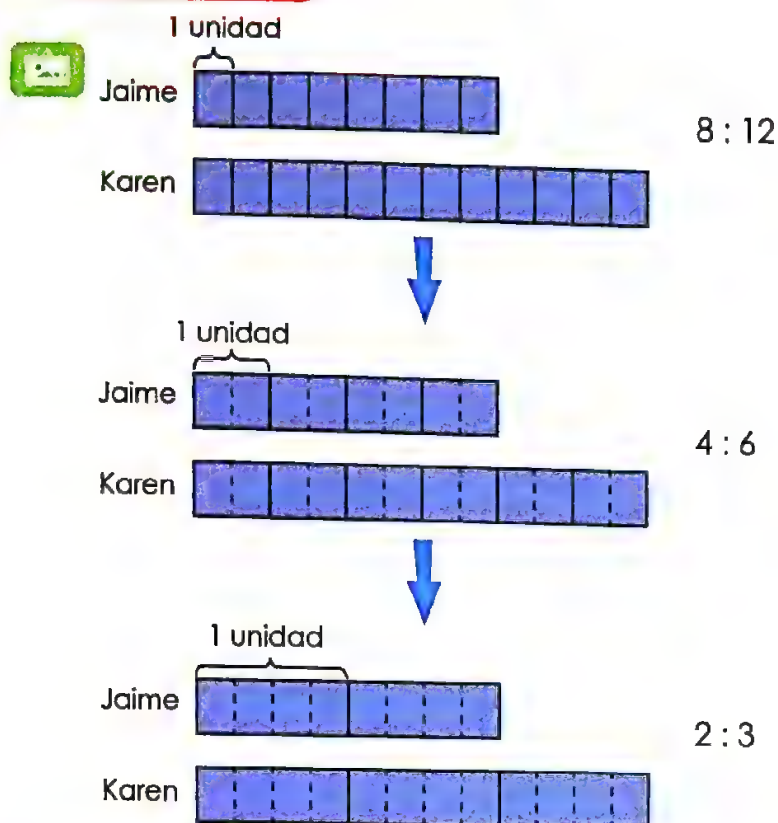 1 unidad
Jaime
8 : 12
Karen
1 unidad
Jaime
4 : 6
Karen
1 unidad
Jaime
2 : 3
Karen